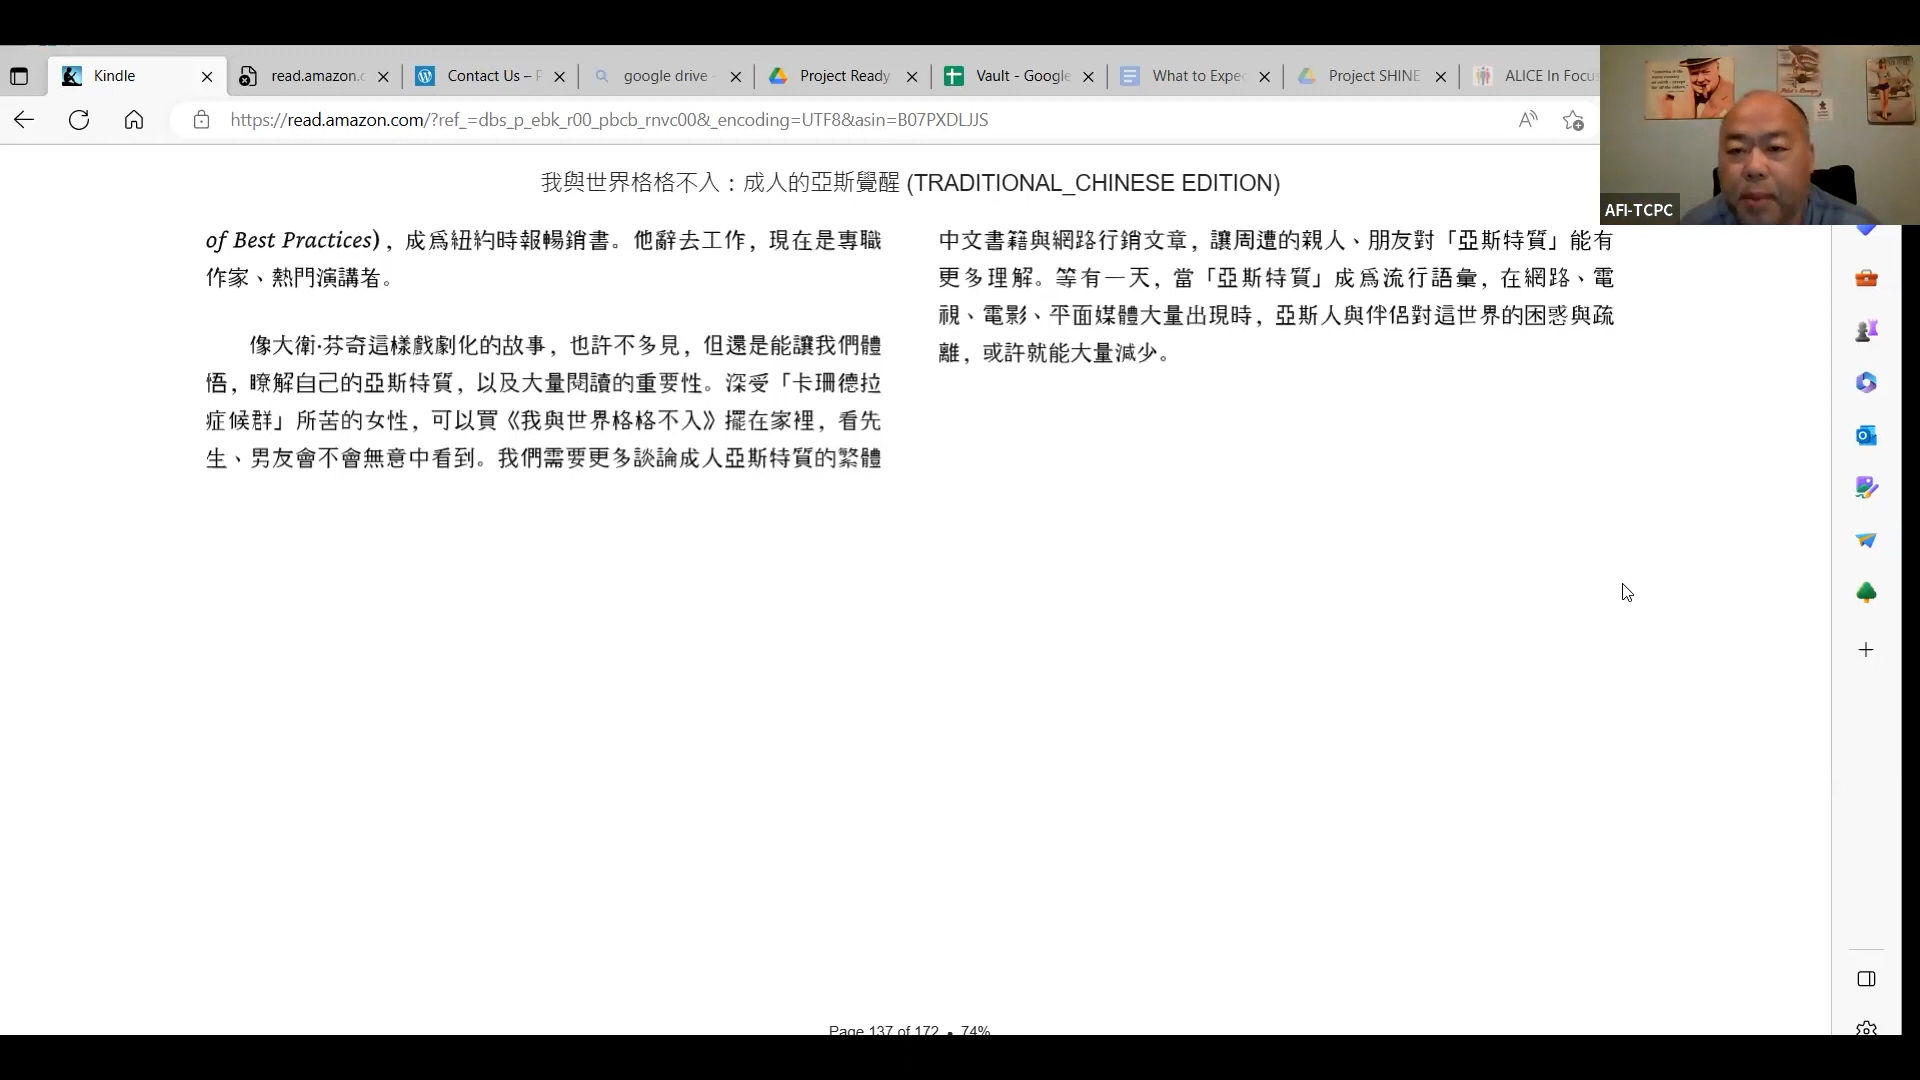 Kindle
read.amazon.c
Contact Us – P
google drive -
Project Ready
Vault - Google
What to Expec
Project SHINE
ALICE In Focus
https://read.amazon.com/?ref_=dbs_p_ebk_r00_pbcb_rnvc00&_encoding=UTF8&asin=B07PXDLJJS
AFI-TCPC
我與世界格格不入：成人的亞斯覺醒 (TRADITIONAL_CHINESE EDITION)
of Best Practices)，成為紐約時報暢銷書。他辭去工作，現在是專職
作家、熱門演講者。
像大衛·芬奇這樣戲劇化的故事，也許不多見，但還是能讓我們體
悟，瞭解自己的亞斯特質，以及大量閱讀的重要性。深受「卡珊德拉
症候群」所苦的女性，可以買《我與世界格格不入》擺在家裡，看先
生、男友會不會無意中看到。我們需要更多談論成人亞斯特質的繁體
中文書籍與網路行銷文章，讓周遭的親人、朋友對「亞斯特質」能有
更多理解。等有一天，當「亞斯特質」成為流行語彙，在網路、電
視、電影、平面媒體大量出現時，亞斯人與伴侶對這世界的困惑與疏
離，或許就能大量減少。
Page 137 of 172 • 74%